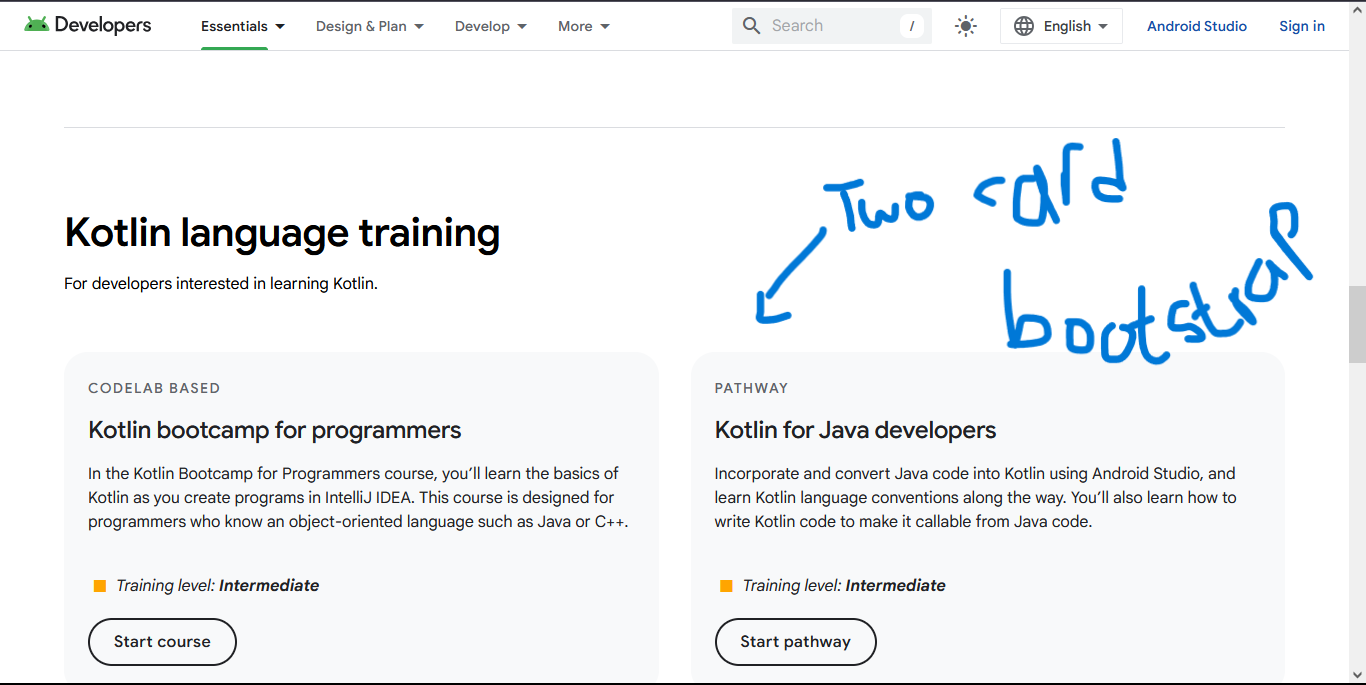 Developers Essentials Design & Plan Develop More Search / English Android Studio Sign in
Two card
bootstrap
Kotlin language training
For developers interested in learning Kotlin.
CODELAB BASED
Kotlin bootcamp for programmers
In the Kotlin Bootcamp for Programmers course, you’ll learn the basics of
Kotlin as you create programs in IntelliJ IDEA. This course is designed for
programmers who know an object-oriented language such as Java or C++.
Training level: Intermediate
Start course
PATHWAY
Kotlin for Java developers
Incorporate and convert Java code into Kotlin using Android Studio, and
learn Kotlin language conventions along the way. You’ll also learn how to
write Kotlin code to make it callable from Java code.
Training level: Intermediate
Start pathway